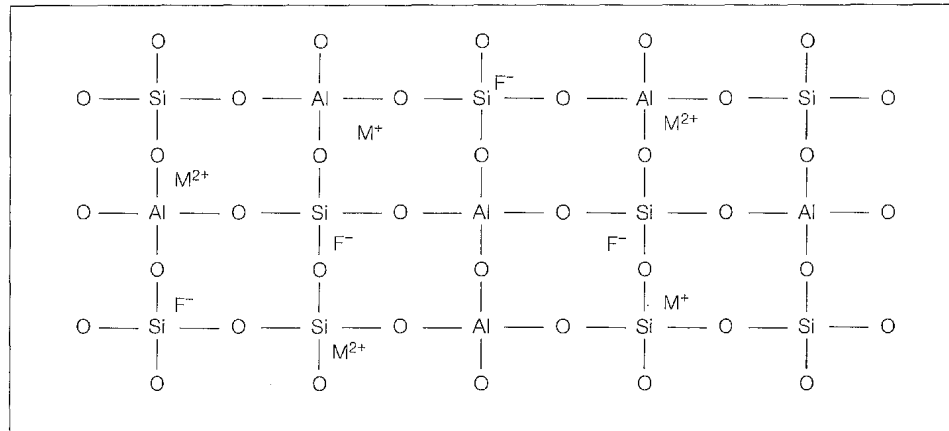 O O O O O
F⁻
O Si O Al O Si O Al O Si O
M⁺ M²⁺
O O O O O
M²⁺
O Al O Si O Al O Si O Al O
F⁻ F⁻
O O O O O
F⁻ M⁺
O Si O Si O Al O Si O Si O
M²⁺
O O O O O